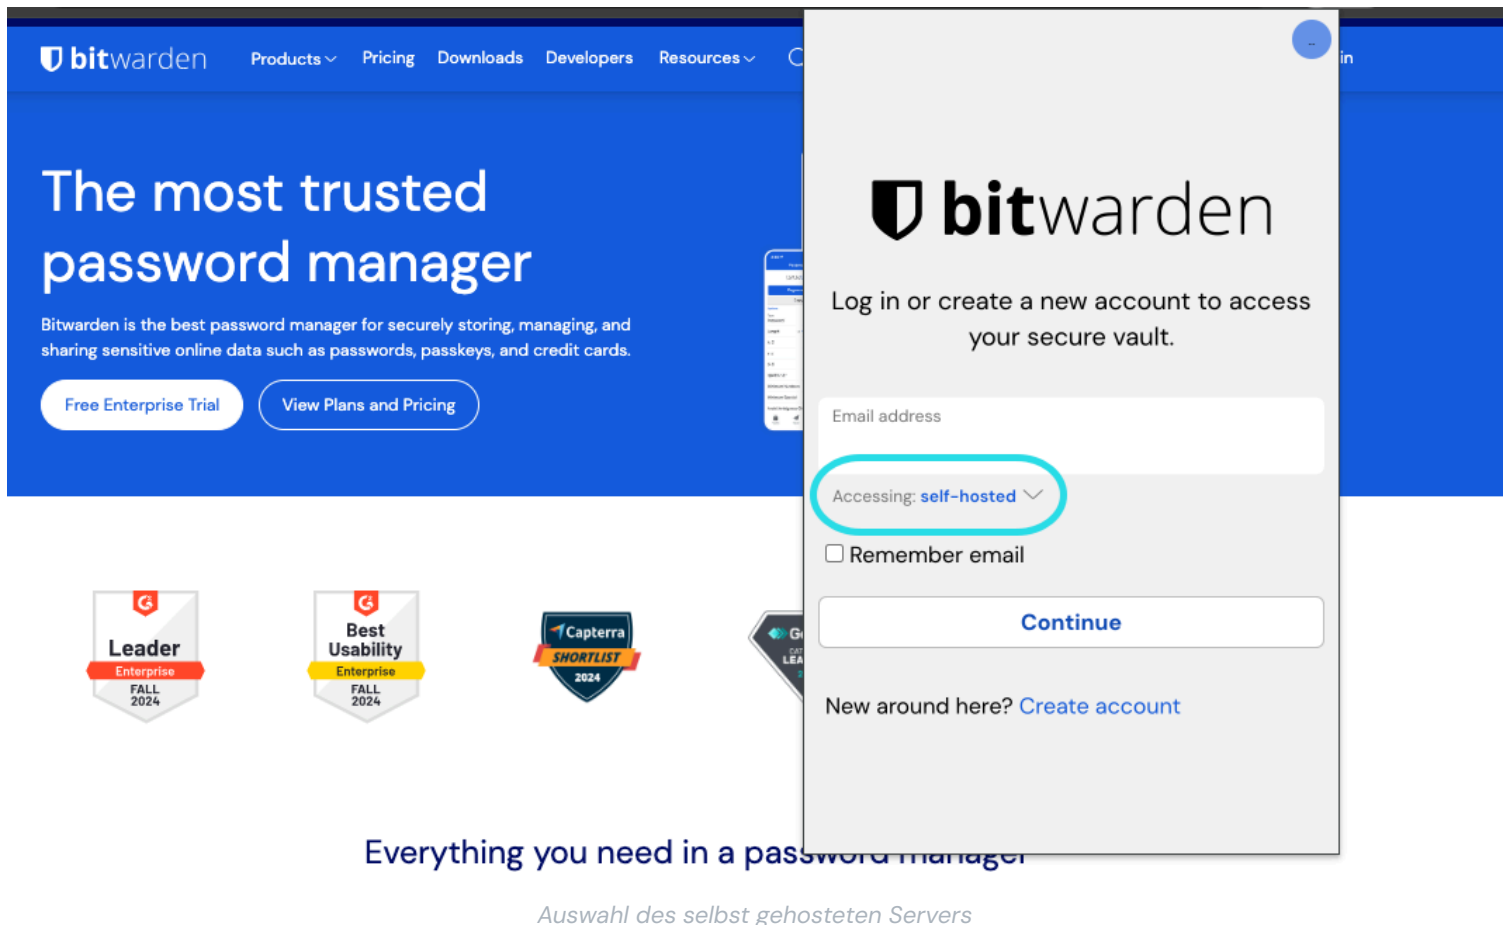 bitwarden
Products
Pricing
Downloads
Developers
Resources
in
The most trusted
password manager
Bitwarden is the best password manager for securely storing, managing, and
sharing sensitive online data such as passwords, passkeys, and credit cards.
Free Enterprise Trial
View Plans and Pricing
Leader
Enterprise
FALL
2024
Best
Usability
Enterprise
FALL
2024
Capterra
SHORTLIST
2024
bitwarden
Log in or create a new account to access
your secure vault.
Email address
Accessing: self-hosted
Remember email
Continue
New around here? Create account
Everything you need in a password manager
Auswahl des selbst gehosteten Servers